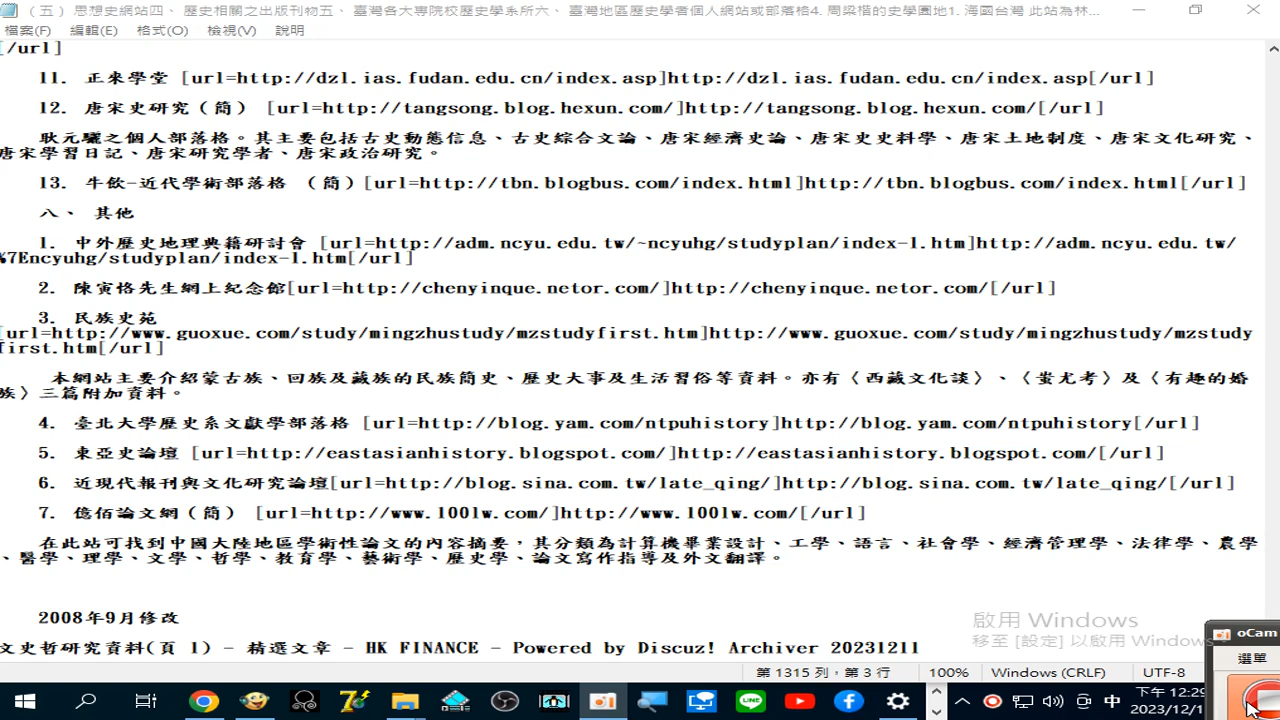 (五) 思想史網站四、 歷史相關之出版刊物五、 臺灣各大專院校歷史學系所六、 臺灣地區歷史學者個人網站或部落格4. 周梁楷的史學園地1. 海國台灣 此站為林...
檔案(F) 編輯(E) 格式(O) 檢視(V) 說明
[/url]
11. 正來學堂 [url=http://dzl.ias.fudan.edu.cn/index.asp]http://dzl.ias.fudan.edu.cn/index.asp[/url]
12. 唐宋史研究（簡） [url=http://tangsong.blog.hexun.com/]http://tangsong.blog.hexun.com/[/url]
耿元驪之個人部落格。其主要包括古史動態信息、古史綜合文論、唐宋經濟史論、唐宋史史料學、唐宋土地制度、唐宋文化研究、
唐宋學習日記、唐宋研究學者、唐宋政治研究。
13. 牛飲-近代學術部落格 （簡）[url=http://tbn.blogbus.com/index.html]http://tbn.blogbus.com/index.html[/url]
八、 其他
1. 中外歷史地理典籍研討會 [url=http://adm.ncyu.edu.tw/~ncyuhg/studyplan/index-1.htm]http://adm.ncyu.edu.tw/
%7Encyuhg/studyplan/index-1.htm[/url]
2. 陳寅恪先生網上紀念館[url=http://chenyinque.netor.com/]http://chenyinque.netor.com/[/url]
3. 民族史苑
[url=http://www.guoxue.com/study/mingzhustudy/mzstudyfirst.htm]http://www.guoxue.com/study/mingzhustudy/mzstudy
first.htm[/url]
本網站主要介紹蒙古族、回族及藏族的民族簡史、歷史大事及生活習俗等資料。亦有〈西藏文化談〉、〈蚩尤考〉及〈有趣的婚
族〉三篇附加資料。
4. 臺北大學歷史系文獻學部落格 [url=http://blog.yam.com/ntpuhistory]http://blog.yam.com/ntpuhistory[/url]
5. 東亞史論壇 [url=http://eastasianhistory.blogspot.com/]http://eastasianhistory.blogspot.com/[/url]
6. 近現代報刊與文化研究論壇[url=http://blog.sina.com.tw/late_qing/]http://blog.sina.com.tw/late_qing/[/url]
7. 億佰論文網（簡） [url=http://www.100lw.com/]http://www.100lw.com/[/url]
在此站可找到中國大陸地區學術性論文的內容摘要，其分類為計算機畢業設計、工學、語言、社會學、經濟管理學、法律學、農學
、醫學、理學、文學、哲學、教育學、藝術學、歷史學、論文寫作指導及外文翻譯。
2008年9月修改
文史哲研究資料(頁 1) - 精選文章 - HK FINANCE - Powered by Discuz! Archiver 20231211
啟用 Windows
移至 [設定] 以啟用 Windows
oCam
選單
第 1315 列，第 3 行 100% Windows (CRLF) UTF-8
中 下午 12:29
2023/12/1